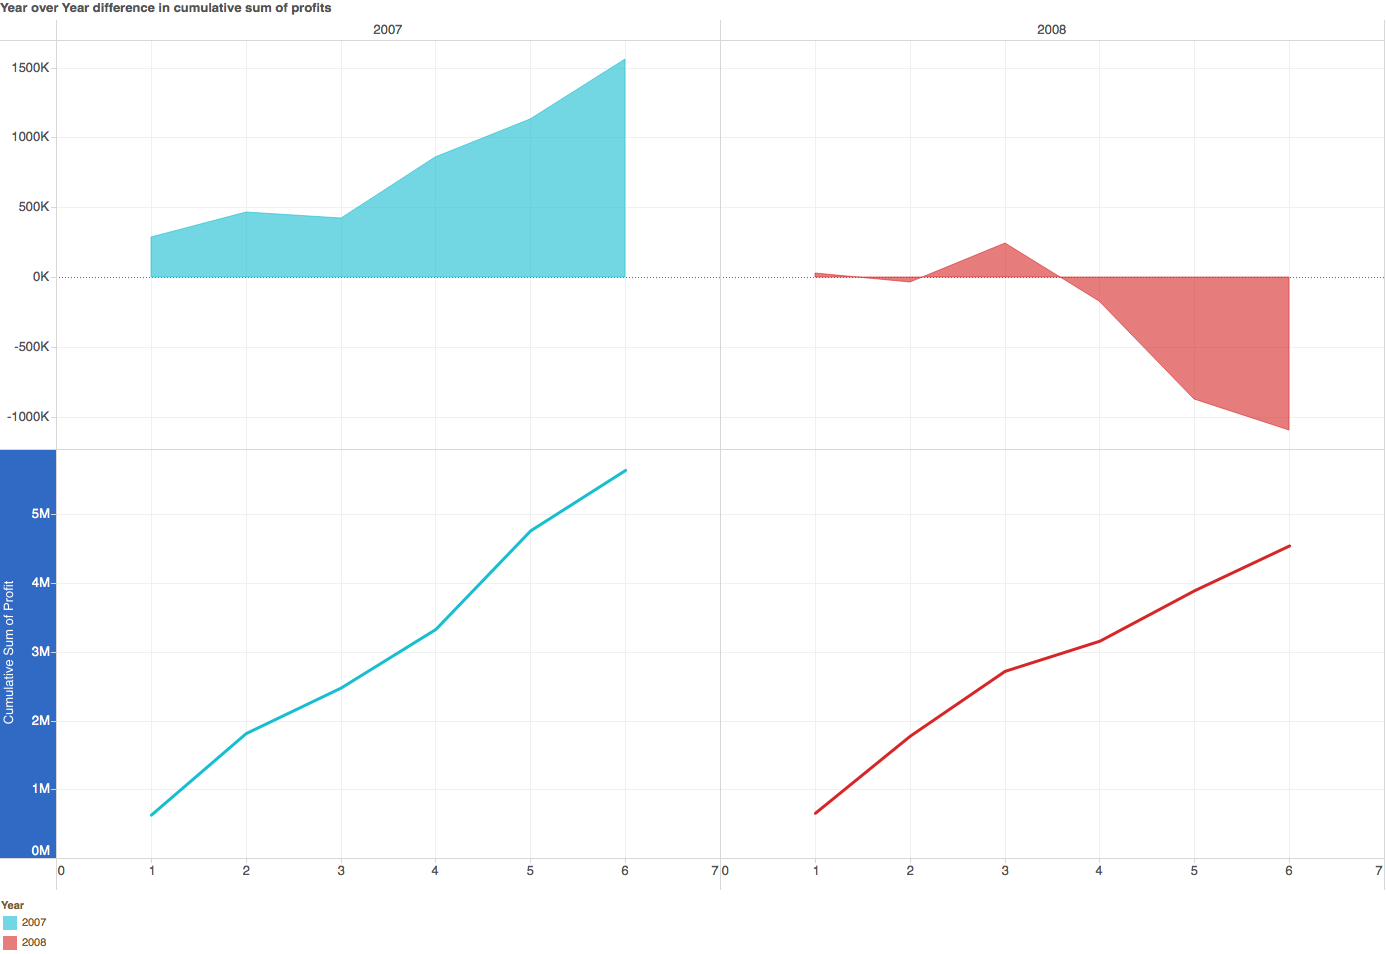 Year over Year difference in cumulative sum of profits
2007 2008
1500K
1000K
500K
0K
-500K
-1000K
Cumulative Sum of Profit
5M
4M
3M
2M
1M
0M
0 1 2 3 4 5 6 7 0 1 2 3 4 5 6 7
Year
2007
2008